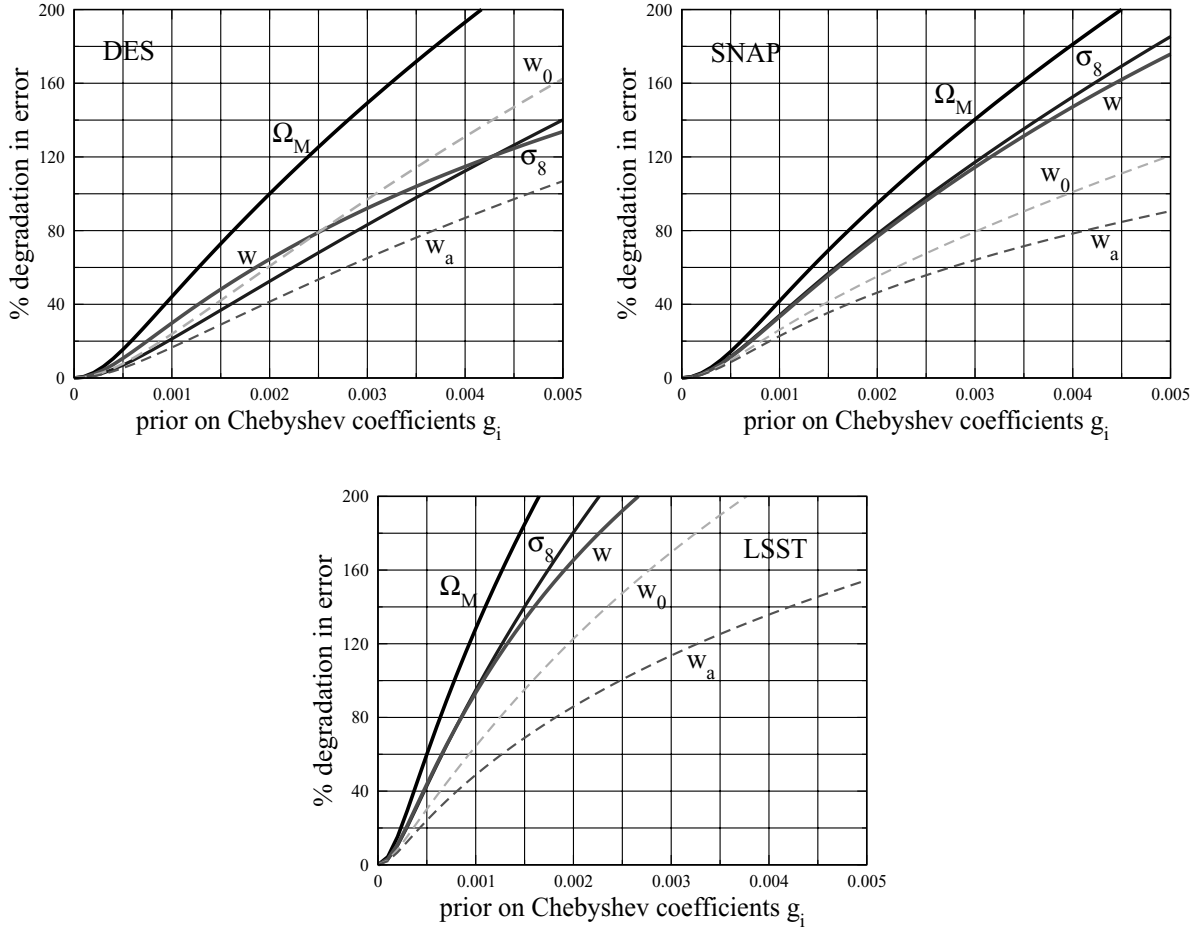 DES
% degradation in error
200
160
120
80
40
0
Ω_M
w_0
σ_8
w
w_a
0 0.001 0.002 0.003 0.004 0.005
prior on Chebyshev coefficients g_i
SNAP
% degradation in error
200
160
120
80
40
0
Ω_M
σ_8
w
w_0
w_a
0 0.001 0.002 0.003 0.004 0.005
prior on Chebyshev coefficients g_i
LSST
% degradation in error
200
160
120
80
40
0
Ω_M
σ_8
w
w_0
w_a
0 0.001 0.002 0.003 0.004 0.005
prior on Chebyshev coefficients g_i